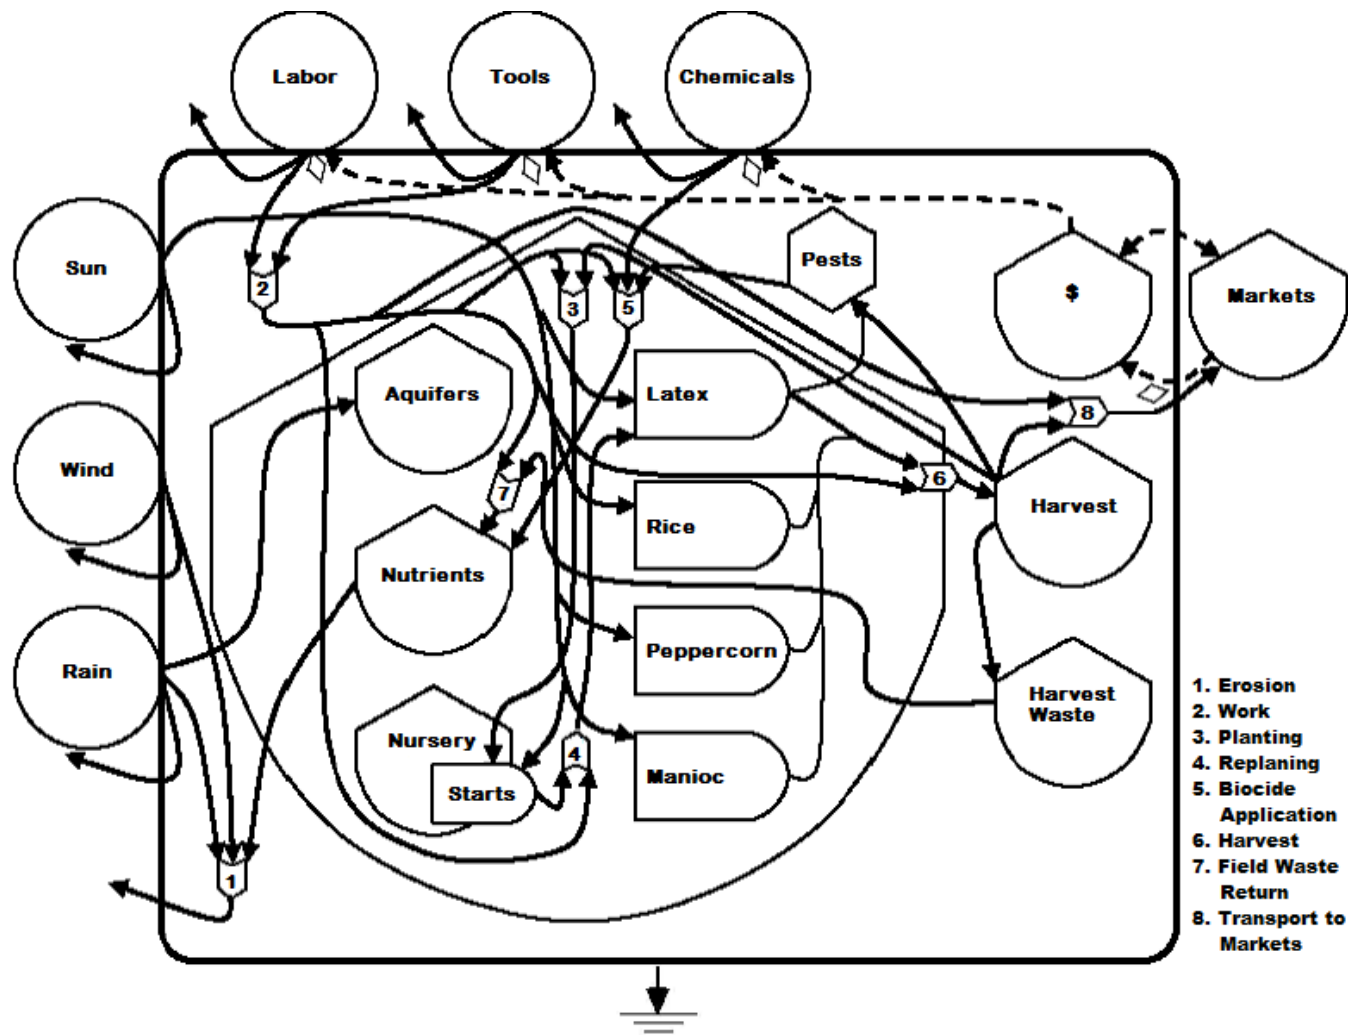 Labor
Tools
Chemicals
Sun
Pests
$
Markets
2
3
5
Aquifers
Latex
8
Wind
6
7
Rice
Harvest
Nutrients
Rain
Peppercorn
Harvest
Waste
Nursery
4
Manioc
Starts
1
1. Erosion
2. Work
3. Planting
4. Replaning
5. Biocide
Application
6. Harvest
7. Field Waste
Return
8. Transport to
Markets